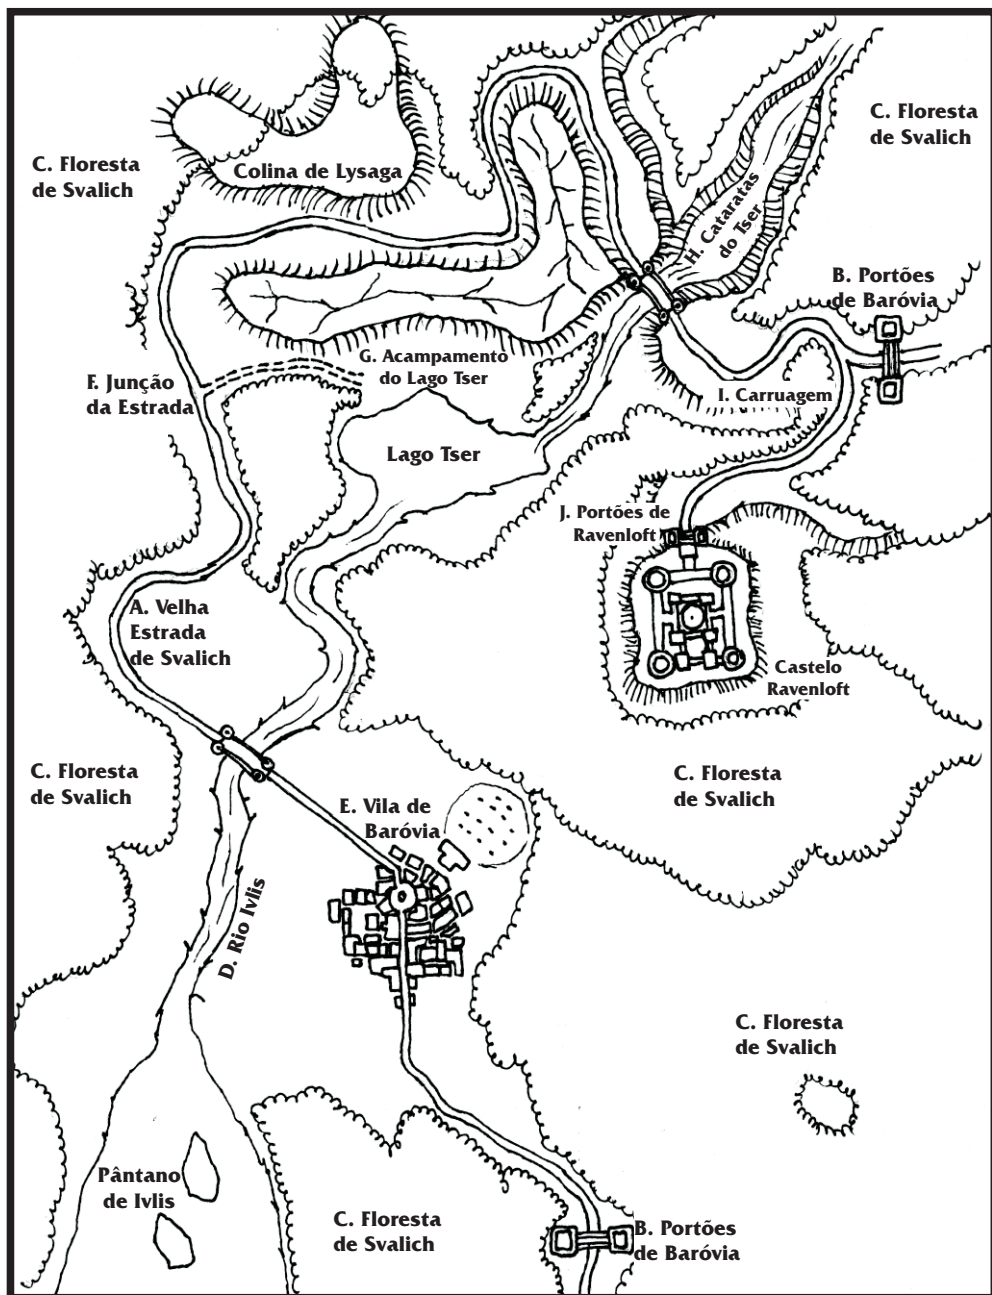 C. Floresta
de Svalich
C. Floresta
de Svalich
Colina de Lysaga
H. Cataratas
do Tser
B. Portões
de Baróvia
G. Acampamento
do Lago Tser
F. Junção
da Estrada
I. Carruagem
Lago Tser
J. Portões de
Ravenloft
A. Velha
Estrada
de Svalich
Castelo
Ravenloft
C. Floresta
de Svalich
C. Floresta
de Svalich
E. Vila de
Baróvia
D. Rio Ivlis
C. Floresta
de Svalich
Pântano
de Ivlis
C. Floresta
de Svalich
B. Portões
de Baróvia